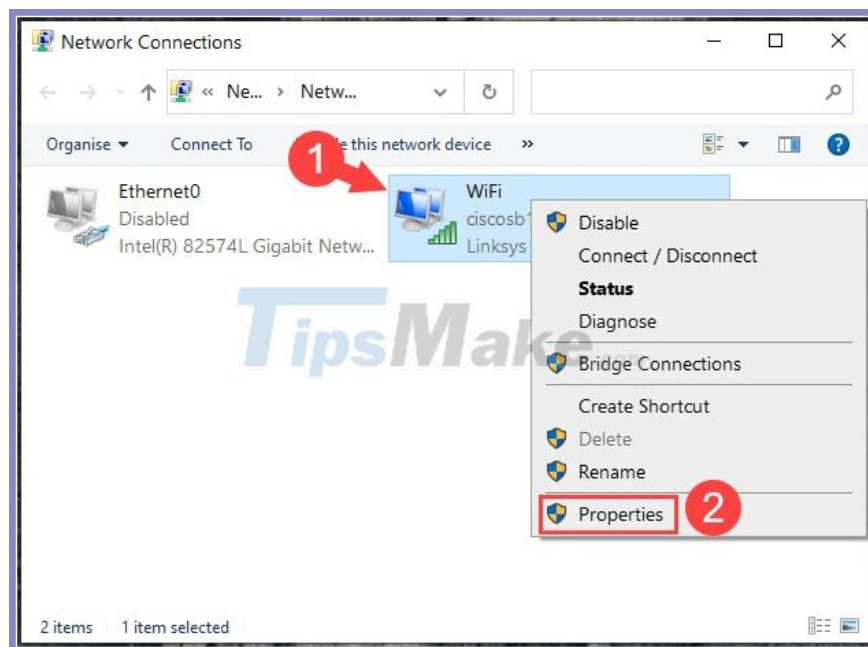 Network Connections
« Ne... › Netw...
Organise Connect To this network device »
1
Ethernet0
Disabled
Intel(R) 82574L Gigabit Netw...
WiFi
Linksys
Disable
Connect / Disconnect
Status
Diagnose
Bridge Connections
Create Shortcut
Delete
Rename
Properties
2
TipsMake.com
2 items 1 item selected